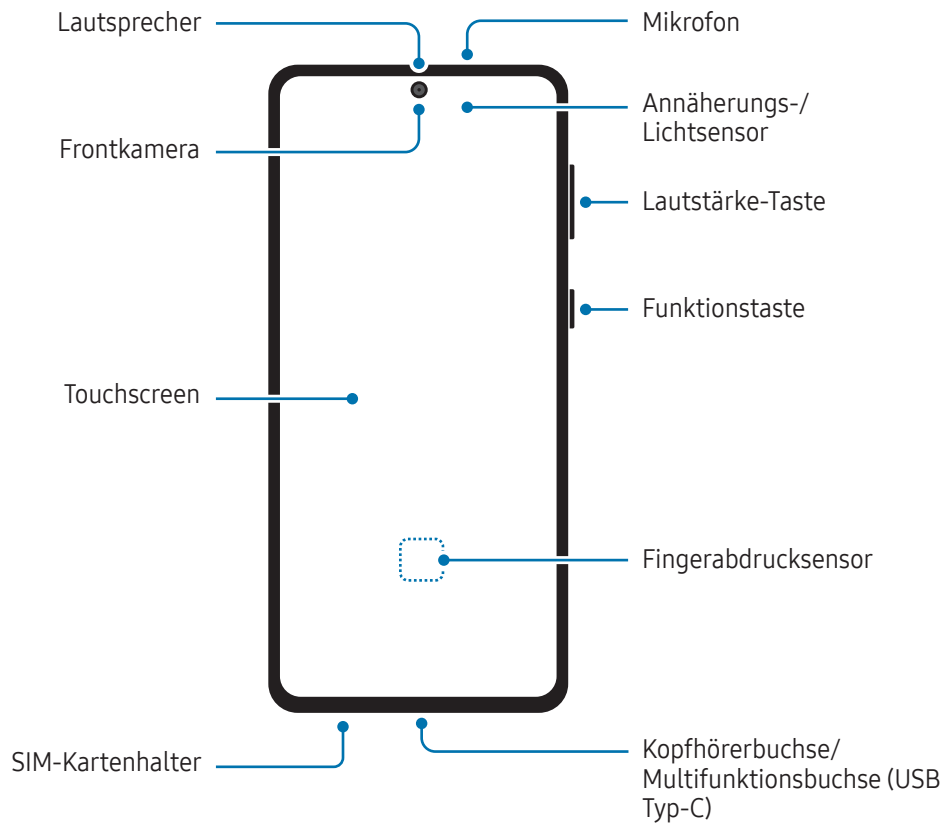 Lautsprecher
Frontkamera
Touchscreen
SIM-Kartenhalter
Mikrofon
Annäherungs-/
Lichtsensor
Lautstärke-Taste
Funktionstaste
Fingerabdrucksensor
Kopfhörerbuchse/
Multifunktionsbuchse (USB
Typ-C)